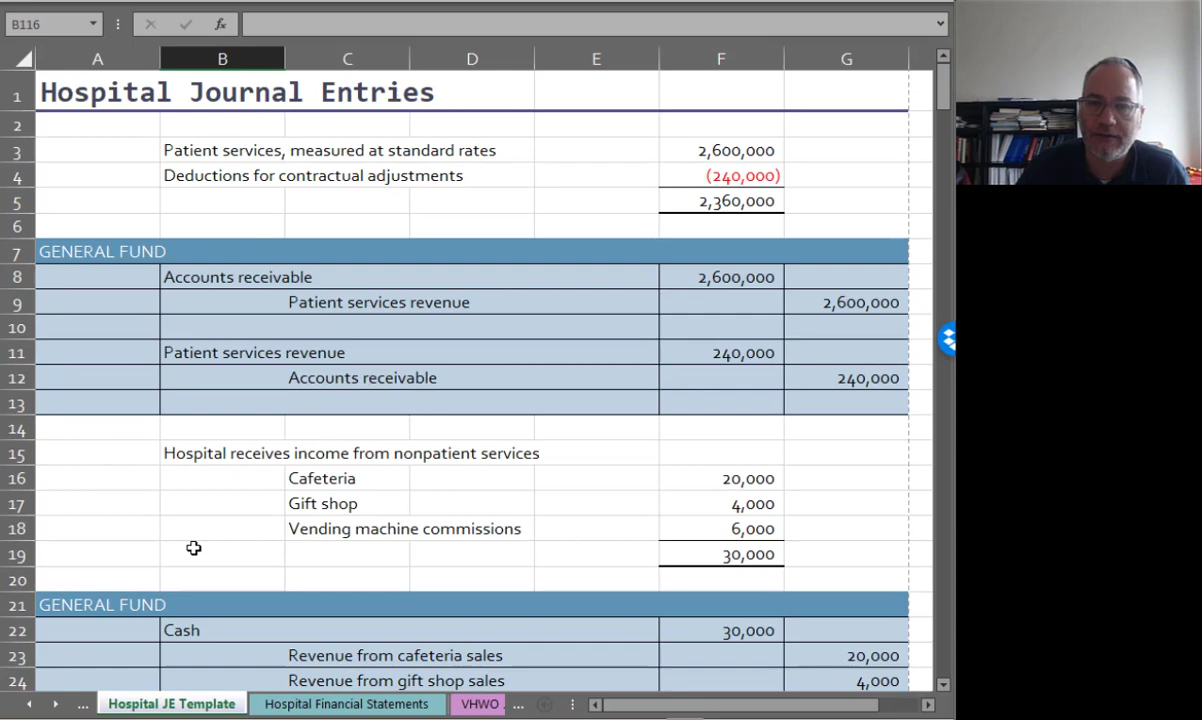 B116 fx
A B C D E F G
1 Hospital Journal Entries
2
3 Patient services, measured at standard rates 2,600,000
4 Deductions for contractual adjustments (240,000)
5 2,360,000
6
7 GENERAL FUND
8 Accounts receivable 2,600,000
9 Patient services revenue 2,600,000
10
11 Patient services revenue 240,000
12 Accounts receivable 240,000
13
14
15 Hospital receives income from nonpatient services
16 Cafeteria 20,000
17 Gift shop 4,000
18 Vending machine commissions 6,000
19 30,000
20
21 GENERAL FUND
22 Cash 30,000
23 Revenue from cafeteria sales 20,000
24 Revenue from gift shop sales 4,000
... Hospital JE Template Hospital Financial Statements VHWO ...